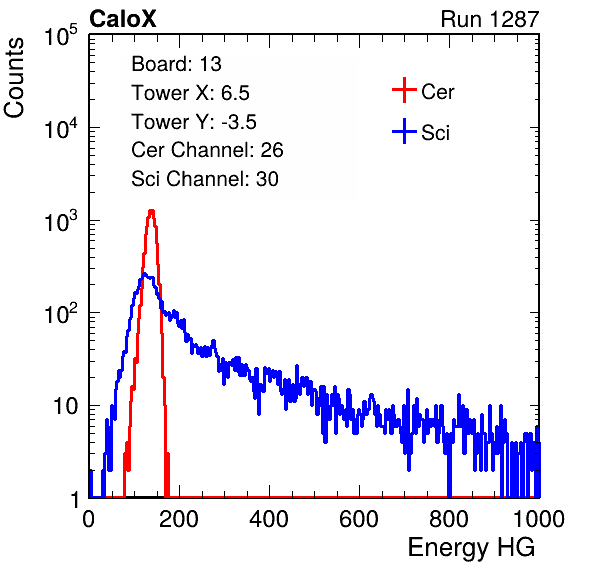 CaloX Run 1287
Counts
10^5
10^4
10^3
10^2
10
1
Board: 13
Tower X: 6.5
Tower Y: -3.5
Cer Channel: 26
Sci Channel: 30
Cer
Sci
0 200 400 600 800 1000
Energy HG